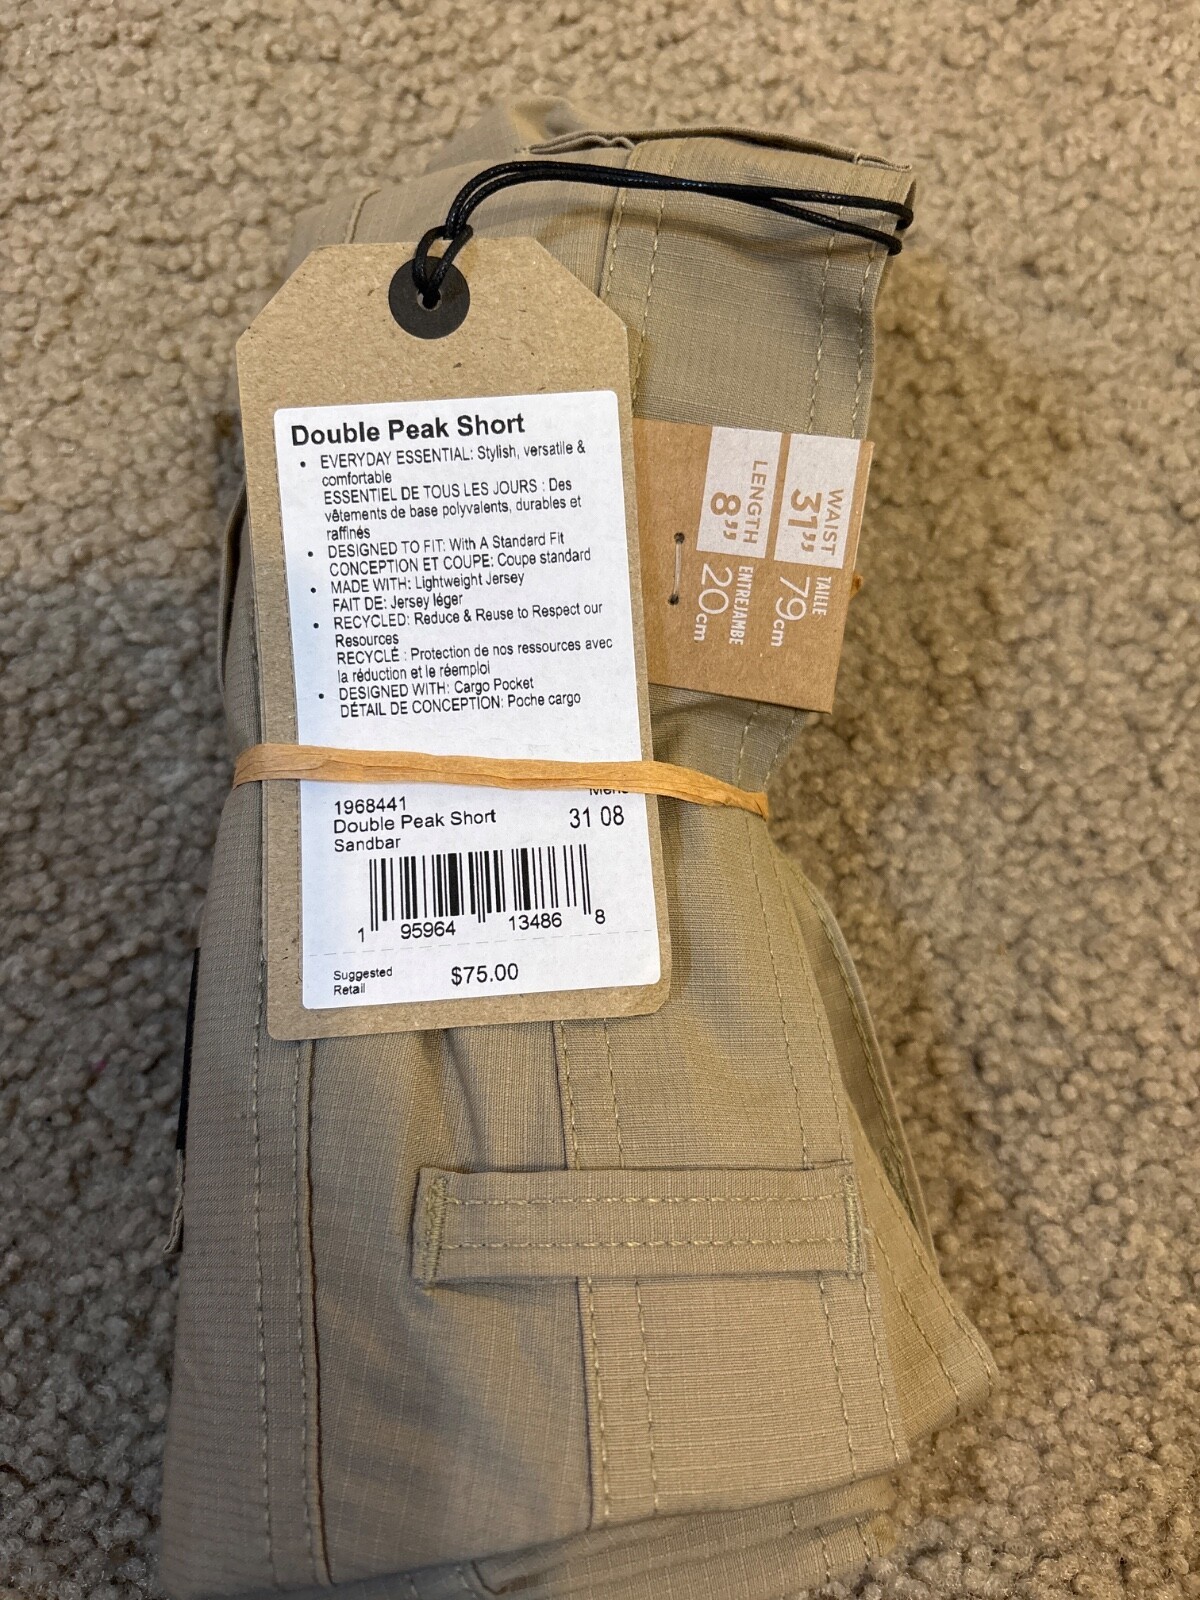 Double Peak Short
• EVERYDAY ESSENTIAL: Stylish, versatile &
comfortable
ESSENTIEL DE TOUS LES JOURS : Des
vêtements de base polyvalents, durables et
raffinés
• DESIGNED TO FIT: With A Standard Fit
CONCEPTION ET COUPE: Coupe standard
• MADE WITH: Lightweight Jersey
FAIT DE: Jersey léger
• RECYCLED: Reduce & Reuse to Respect our
Resources
RECYCLÉ : Protection de nos ressources avec
la réduction et le réemploi
• DESIGNED WITH: Cargo Pocket
DÉTAIL DE CONCEPTION: Poche cargo
Mens
1968441
Double Peak Short 31 08
Sandbar
1 95964 13486 8
Suggested
Retail $75.00
WAIST
31"
TAILLE
79cm
LENGTH
8"
ENTREJAMBE
20cm